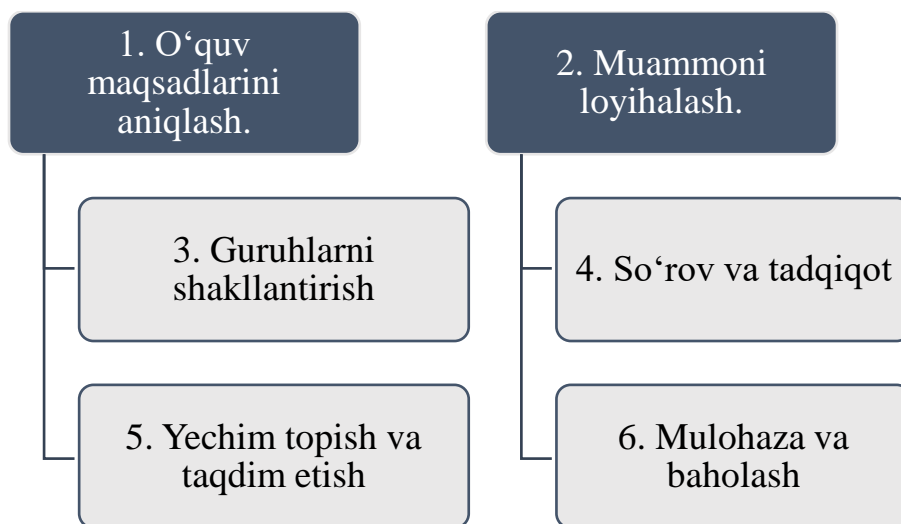 1. O‘quv
maqsadlarini
aniqlash.
2. Muammoni
loyihalash.
3. Guruhlarni
shakllantirish
4. So‘rov va tadqiqot
5. Yechim topish va
taqdim etish
6. Mulohaza va
baholash